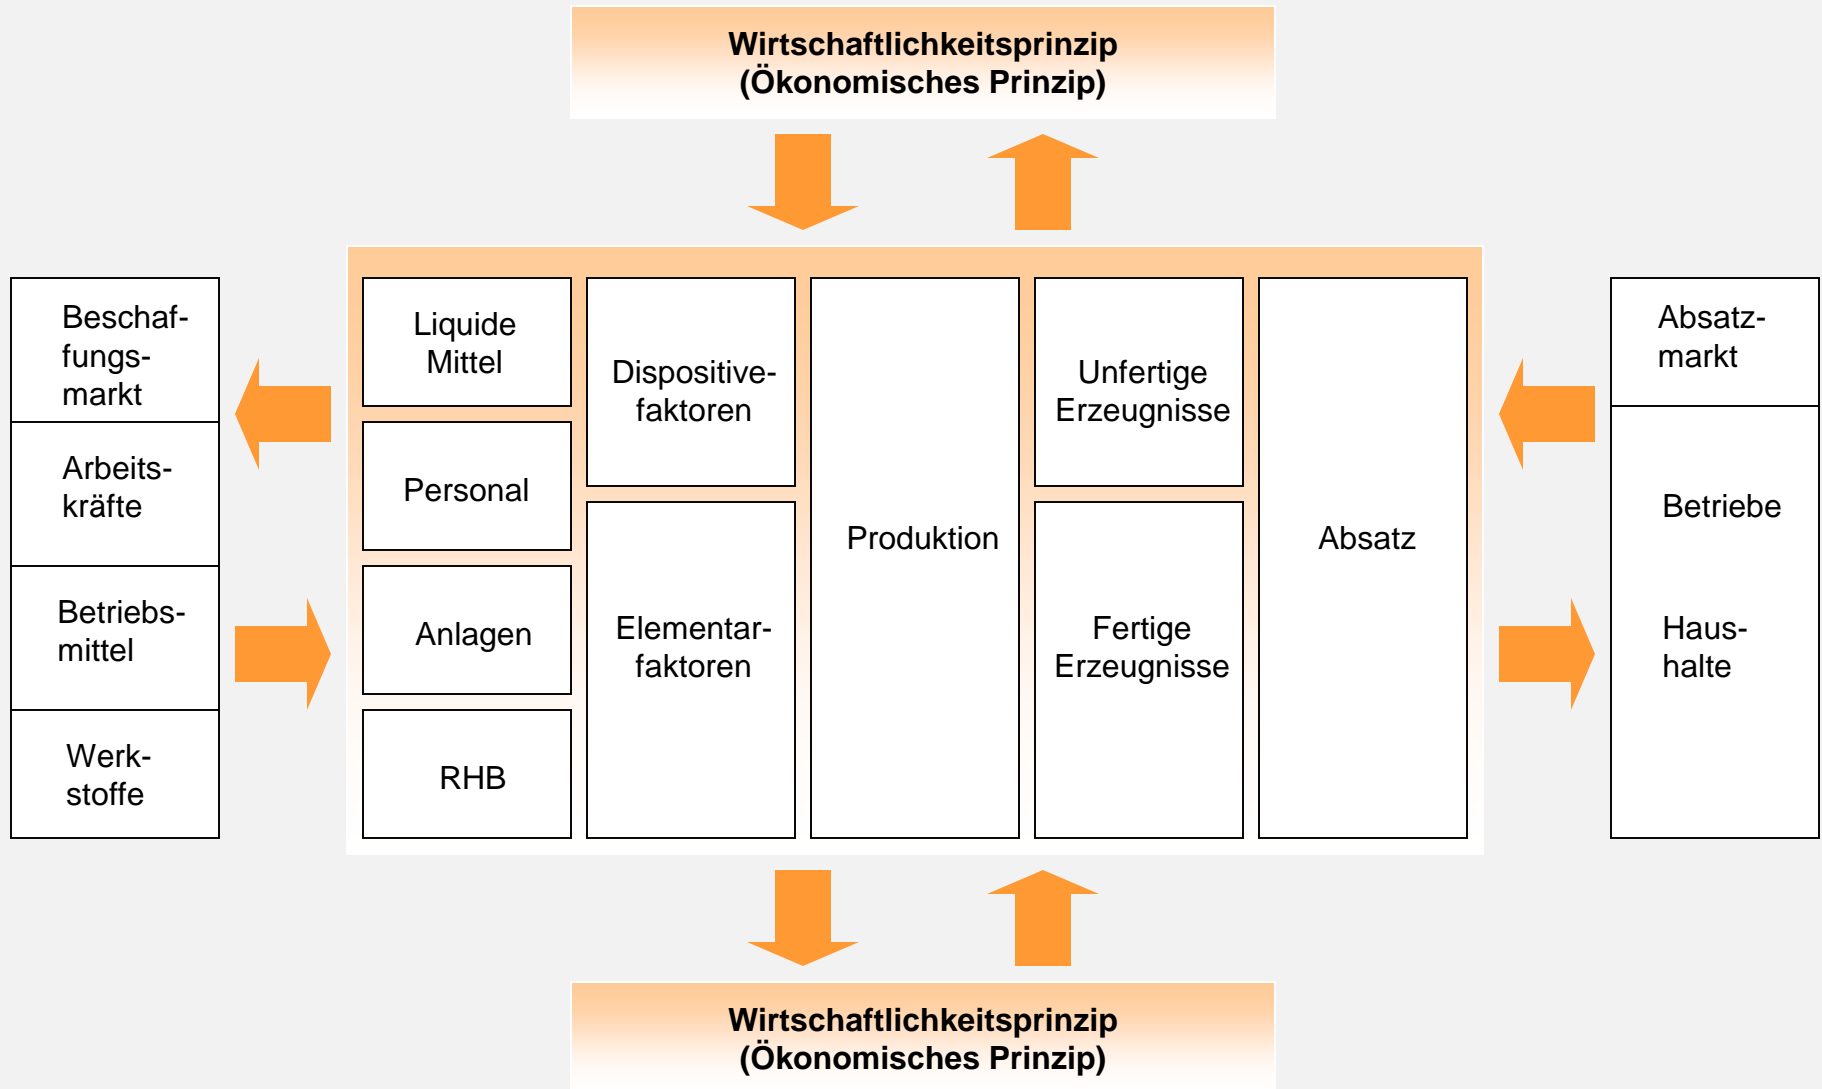 Wirtschaftlichkeitsprinzip
(Ökonomisches Prinzip)
Beschaf-
fungs-
markt
Arbeits-
kräfte
Betriebs-
mittel
Werk-
stoffe
Liquide
Mittel
Personal
Anlagen
RHB
Dispositive-
faktoren
Elementar-
faktoren
Produktion
Unfertige
Erzeugnisse
Fertige
Erzeugnisse
Absatz
Absatz-
markt
Betriebe
Haus-
halte
Wirtschaftlichkeitsprinzip
(Ökonomisches Prinzip)